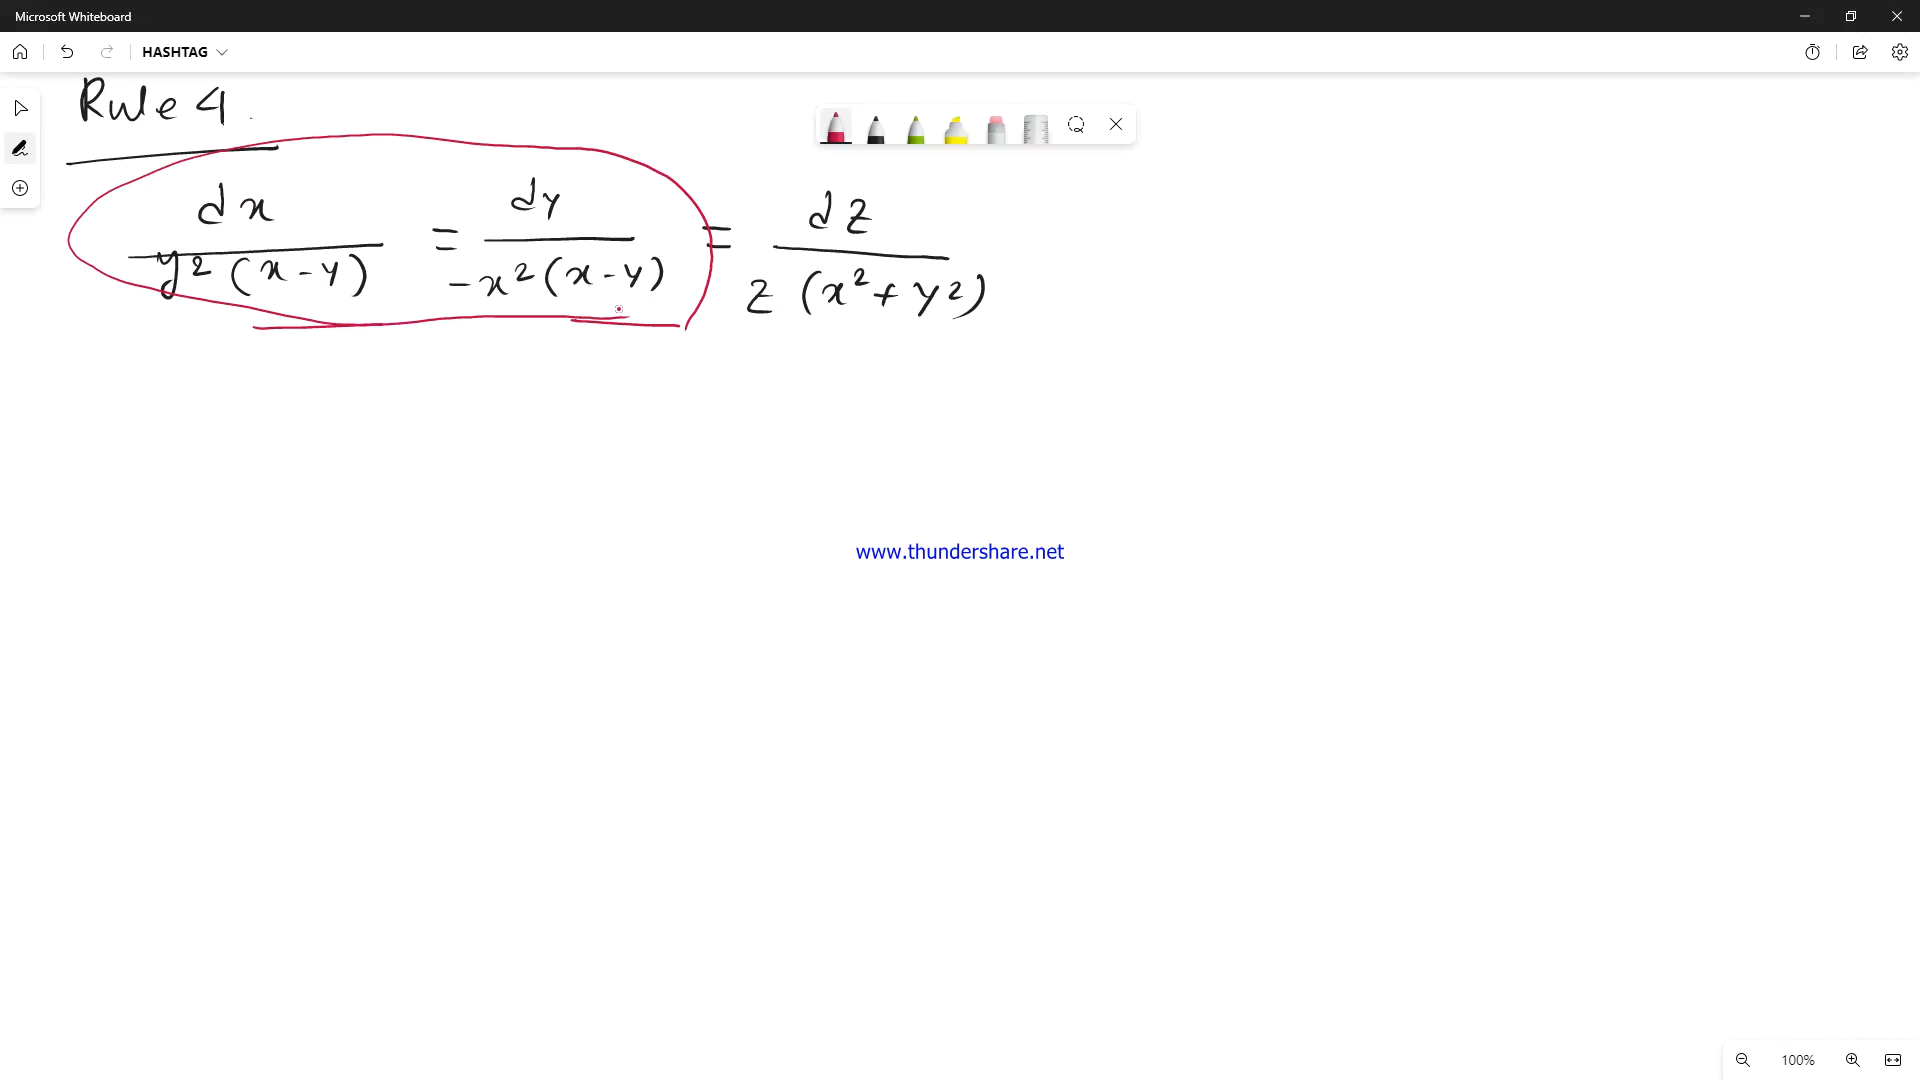 Microsoft Whiteboard
HASHTAG
Rule 4.
dx / y² (x - y) = dy / -x² (x - y) = dz / z (x² + y²)
www.thundershare.net
100%